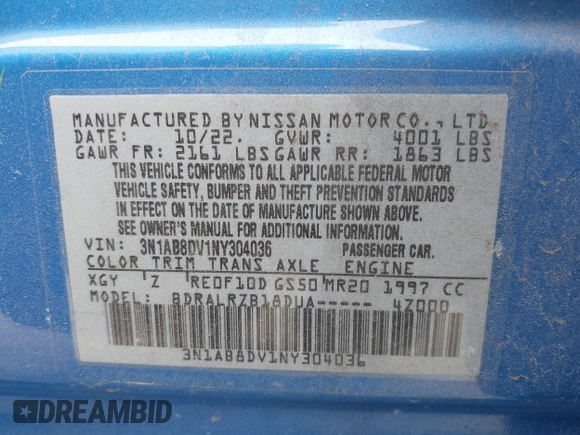 MANUFACTURED BY NISSAN MOTOR CO., LTD.
DATE: 10/22. GVWR: 4001 LBS
GAWR FR: 2161 LBS GAWR RR: 1863 LBS
THIS VEHICLE CONFORMS TO ALL APPLICABLE FEDERAL MOTOR
VEHICLE SAFETY, BUMPER AND THEFT PREVENTION STANDARDS
IN EFFECT ON THE DATE OF MANUFACTURE SHOWN ABOVE.
SEE OWNER'S MANUAL FOR ADDITIONAL INFORMATION.
VIN: 3N1AB8DV1NY304036 PASSENGER CAR.
COLOR TRIM TRANS AXLE ENGINE
XGY Z RE0F10D GS50 MR20 1997 CC
MODEL: BDRALRZB18DUA----- 4Z000
3N1AB8DV1NY304036
DREAMBID